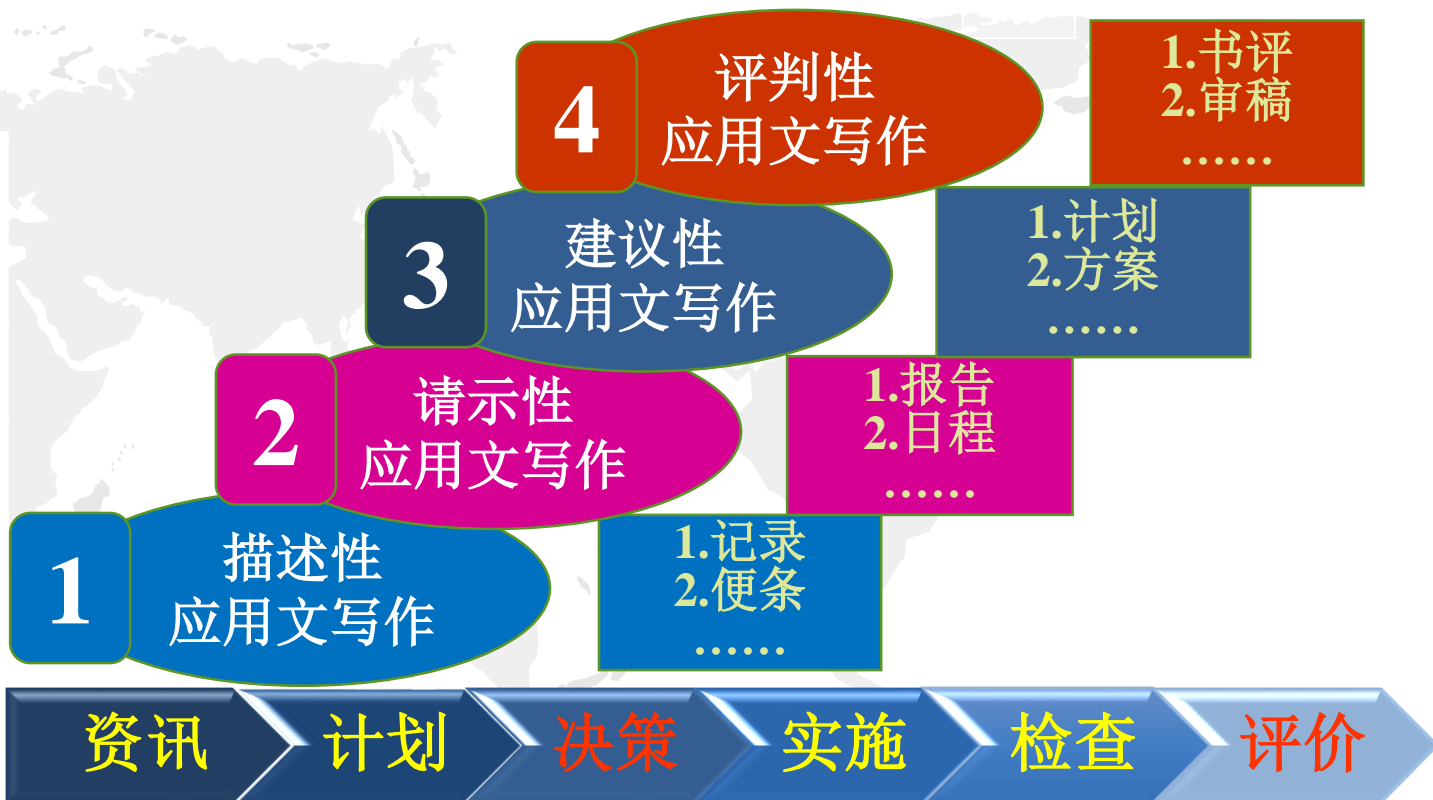 4
评判性
应用文写作
1.书评
2.审稿
……
3
建议性
应用文写作
1.计划
2.方案
……
2
请示性
应用文写作
1.报告
2.日程
……
1
描述性
应用文写作
1.记录
2.便条
……
资讯 计划 决策 实施 检查 评价